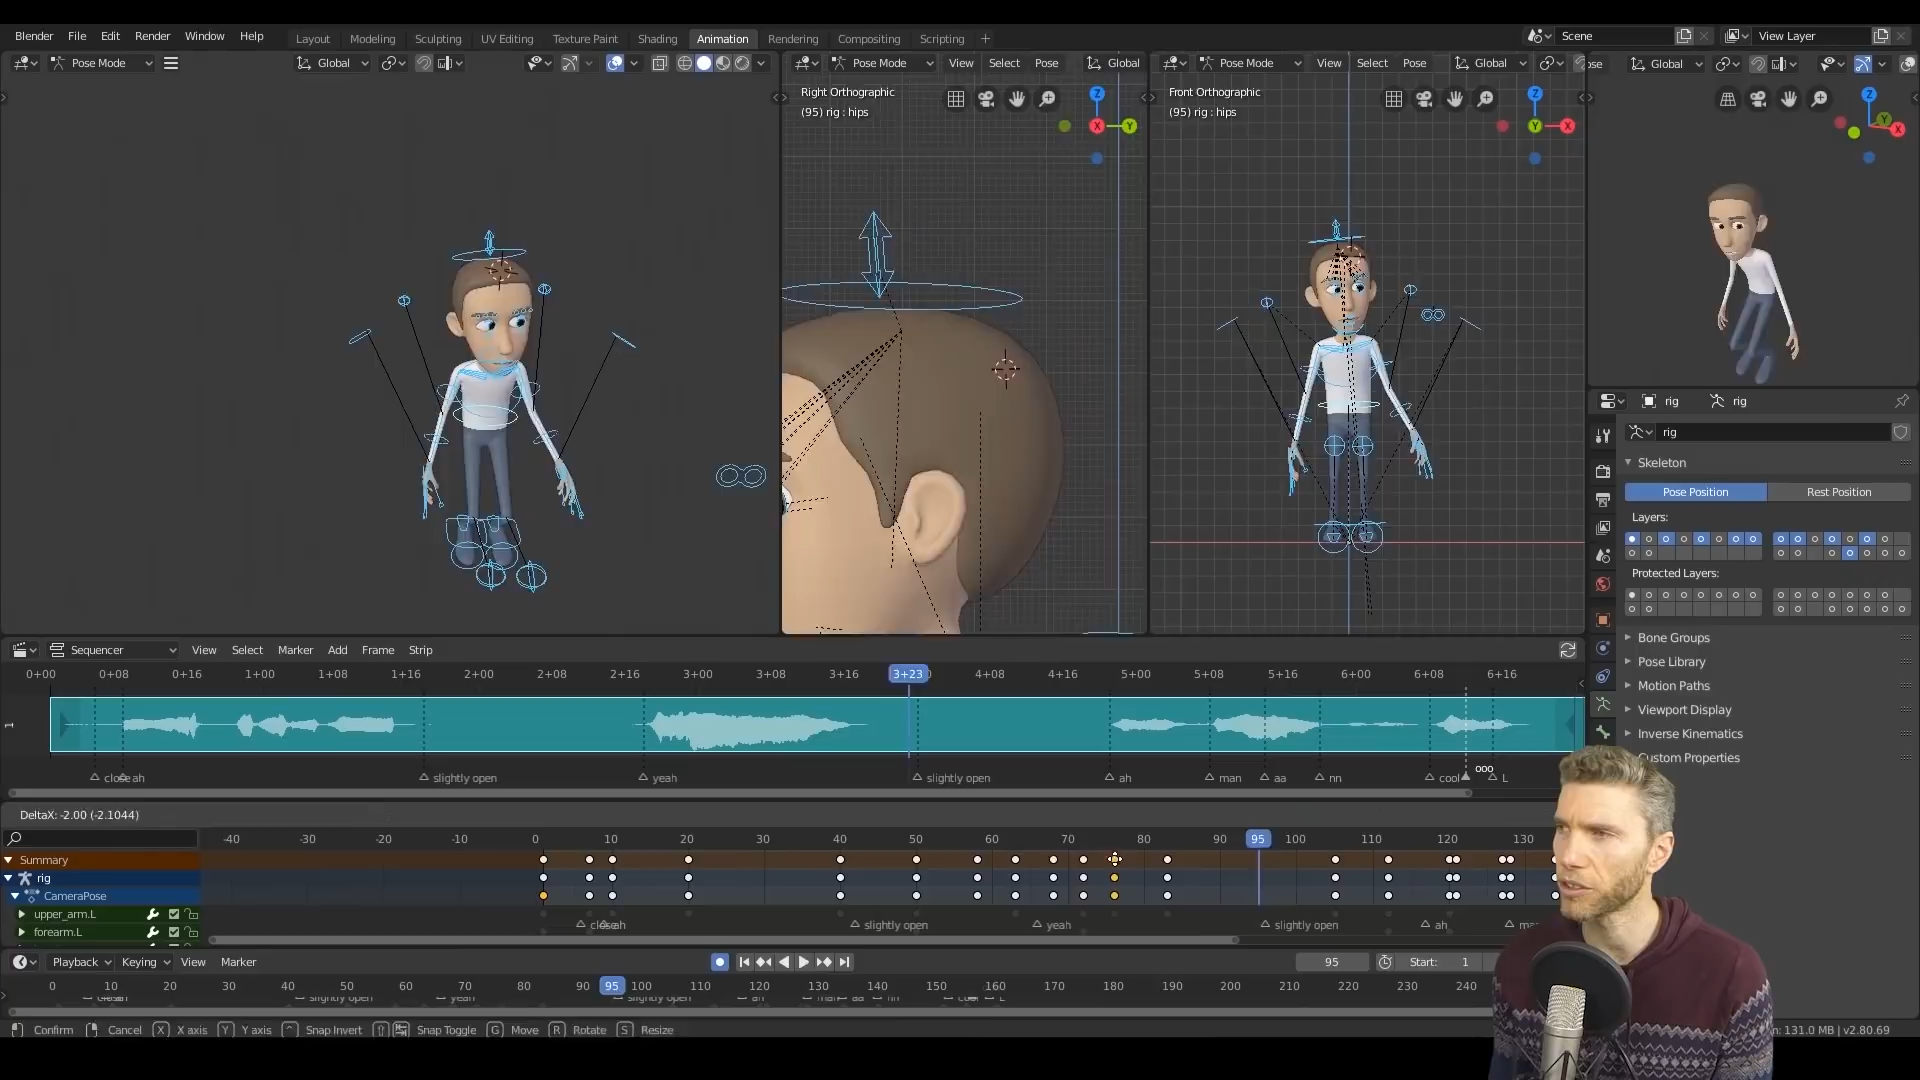 Blender File Edit Render Window Help Layout Modeling Sculpting UV Editing Texture Paint Shading Animation Rendering Compositing Scripting + Scene View Layer
Pose Mode Global Pose Mode View Select Pose Global Pose Mode View Select Pose Global ose Global
Right Orthographic
(95) rig : hips
Z
X
Y
Front Orthographic
(95) rig : hips
Z
Y
X
Z
Y
X
rig rig
rig
Skeleton
Pose Position Rest Position
Layers:
Protected Layers:
Bone Groups
Pose Library
Motion Paths
Viewport Display
Inverse Kinematics
Custom Properties
Sequencer View Select Marker Add Frame Strip
0+00 0+08 0+16 1+00 1+08 1+16 2+00 2+08 2+16 3+00 3+08 3+16 3+23 4+08 4+16 5+00 5+08 5+16 6+00 6+08 6+16
1
ah slightly open yeah slightly open ah man aa nn cool ooo L
DeltaX: -2.00 (-2.1044)
-40 -30 -20 -10 0 10 20 30 40 50 60 70 80 90 95 100 110 120 130
Summary
rig
CameraPose
upper_arm.L
forearm.L
ah slightly open yeah slightly open ah
Playback Keying View Marker 95 Start: 1
0 10 20 30 40 50 60 70 80 90 95 100 110 120 130 140 150 160 170 180 190 200 210 220 230 240
Confirm Cancel X X axis Y Y axis ^ Snap Invert Snap Toggle G Move R Rotate S Resize
131.0 MB | v2.80.69